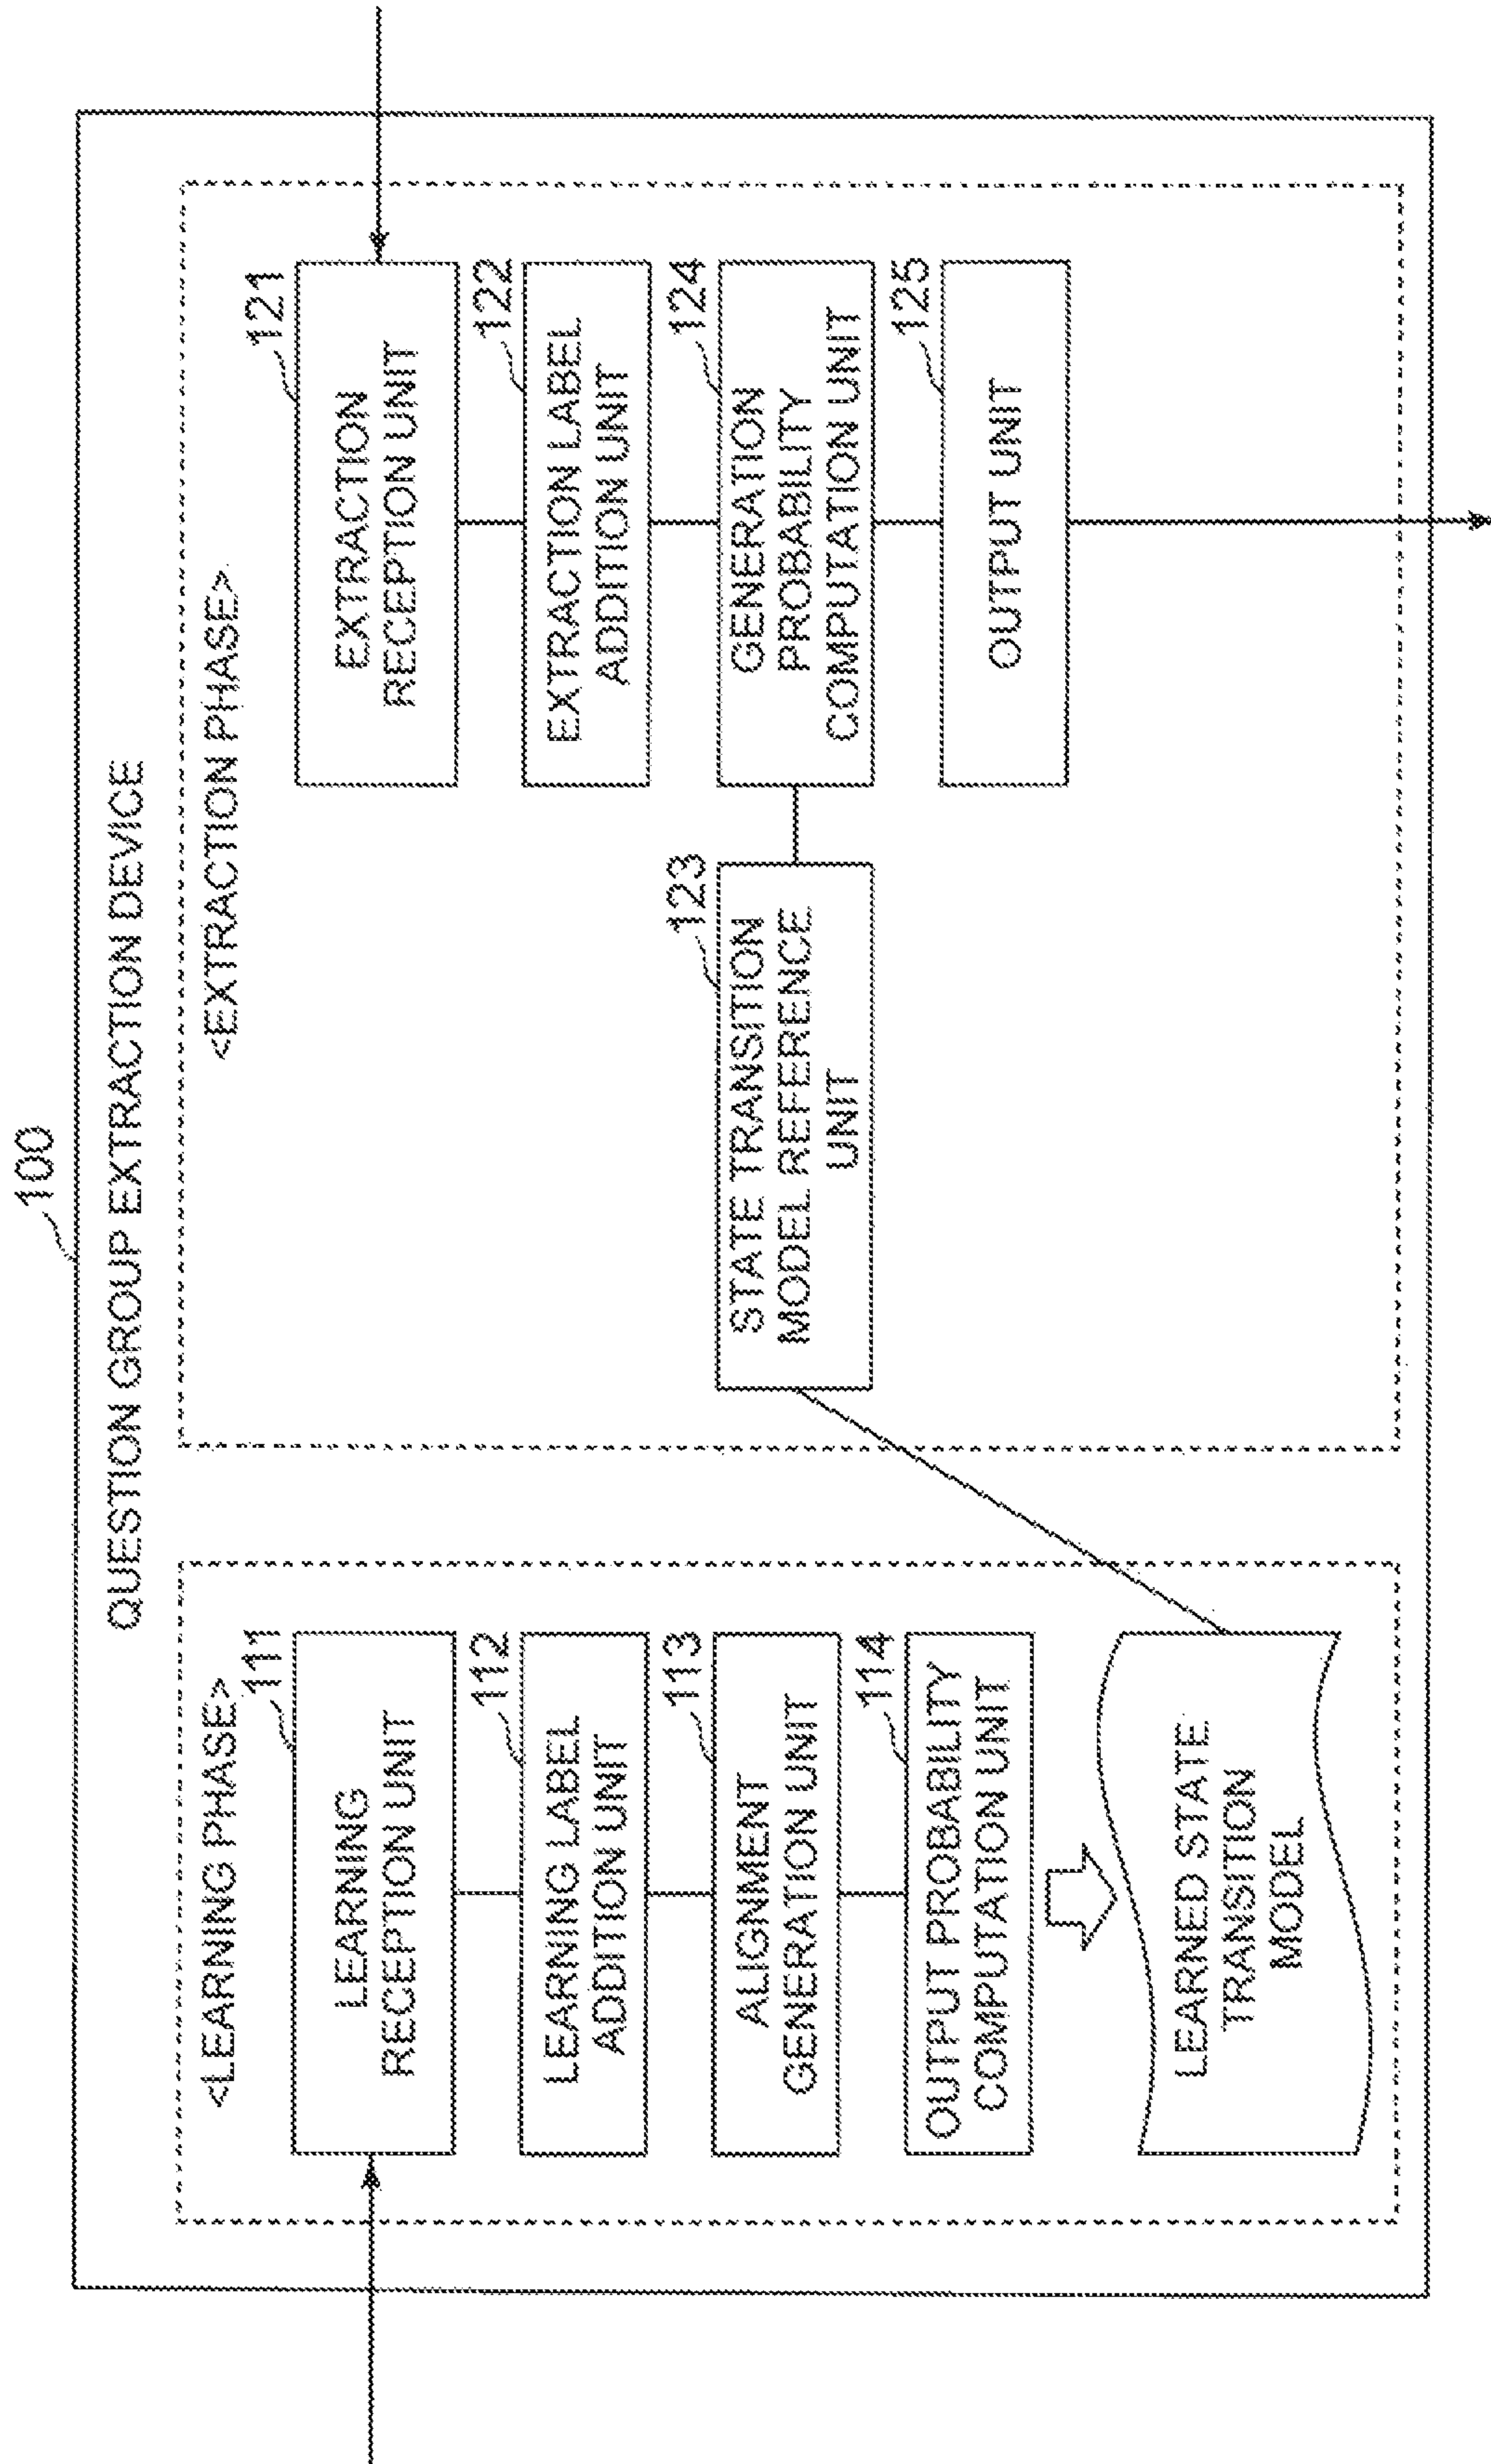 100
QUESTION GROUP EXTRACTION DEVICE
<LEARNING PHASE>
111
LEARNING
RECEPTION UNIT
112
LEARNING LABEL
ADDITION UNIT
113
ALIGNMENT
GENERATION UNIT
114
OUTPUT PROBABILITY
COMPUTATION UNIT
LEARNED STATE
TRANSITION
MODEL
<EXTRACTION PHASE>
121
EXTRACTION
RECEPTION UNIT
122
EXTRACTION LABEL
ADDITION UNIT
123
STATE TRANSITION
MODEL REFERENCE
UNIT
124
GENERATION
PROBABILITY
COMPUTATION UNIT
125
OUTPUT UNIT